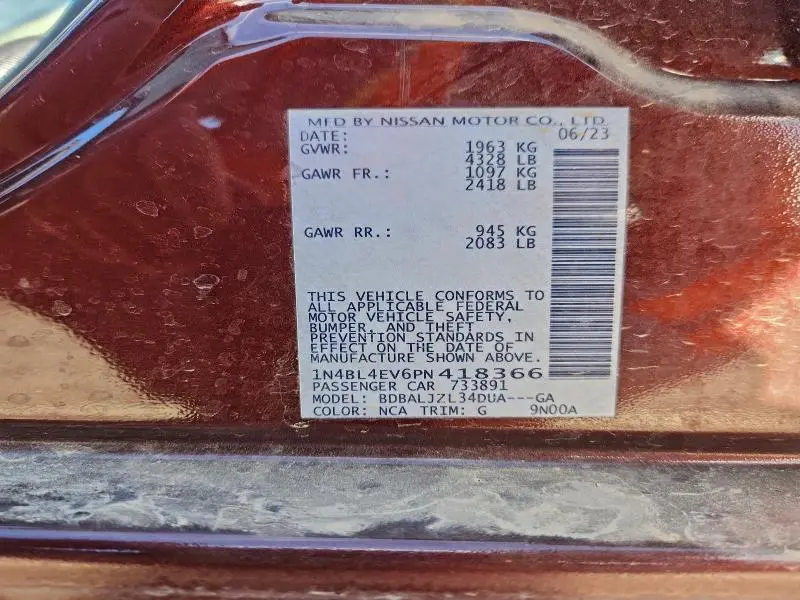 MFD BY NISSAN MOTOR CO., LTD.
DATE: 06/23
GVWR: 1963 KG
4328 LB
GAWR FR.: 1097 KG
2418 LB
GAWR RR.: 945 KG
2083 LB
THIS VEHICLE CONFORMS TO
ALL APPLICABLE FEDERAL
MOTOR VEHICLE SAFETY,
BUMPER, AND THEFT
PREVENTION STANDARDS IN
EFFECT ON THE DATE OF
MANUFACTURE SHOWN ABOVE.
1N4BL4EV6PN418366
PASSENGER CAR 733891
MODEL: BDBALJZL34DUA---GA
COLOR: NCA TRIM: G 9N00A